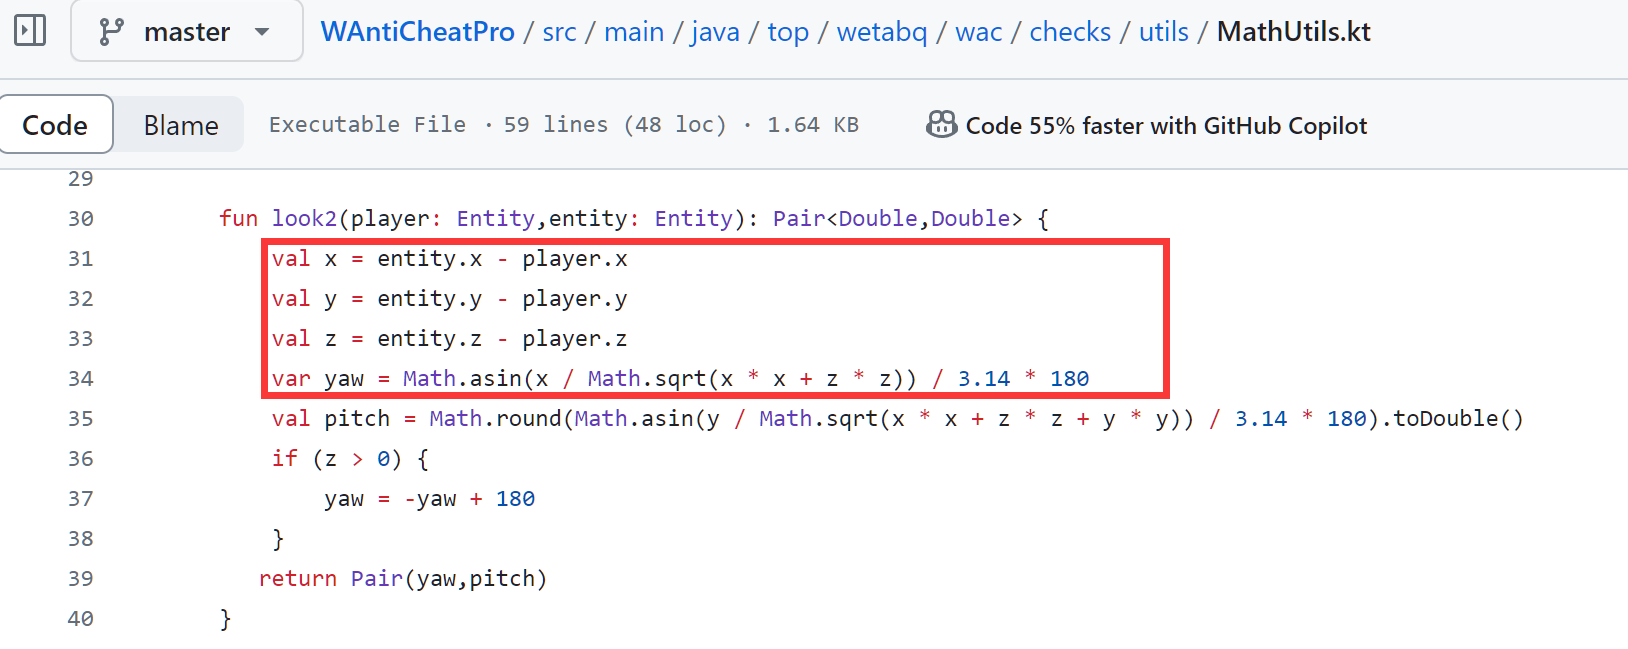 master WAntiCheatPro / src / main / java / top / wetabq / wac / checks / utils / MathUtils.kt
Code Blame Executable File · 59 lines (48 loc) · 1.64 KB Code 55% faster with GitHub Copilot
29
30 fun look2(player: Entity,entity: Entity): Pair<Double,Double> {
31 val x = entity.x - player.x
32 val y = entity.y - player.y
33 val z = entity.z - player.z
34 var yaw = Math.asin(x / Math.sqrt(x * x + z * z)) / 3.14 * 180
35 val pitch = Math.round(Math.asin(y / Math.sqrt(x * x + z * z + y * y)) / 3.14 * 180).toDouble()
36 if (z > 0) {
37 yaw = -yaw + 180
38 }
39 return Pair(yaw,pitch)
40 }